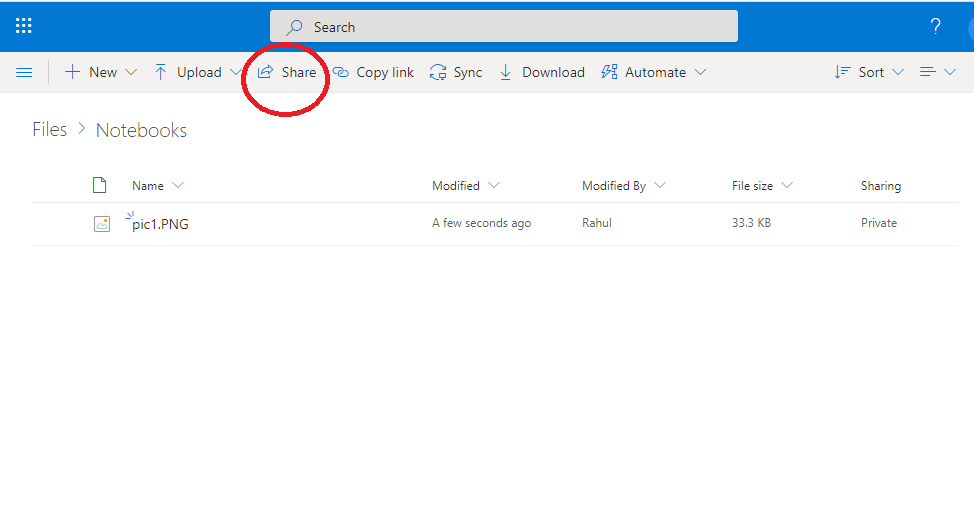 Search ?
New Upload Share Copy link Sync Download Automate Sort
Files > Notebooks
Name Modified Modified By File size Sharing
pic1.PNG A few seconds ago Rahul 33.3 KB Private